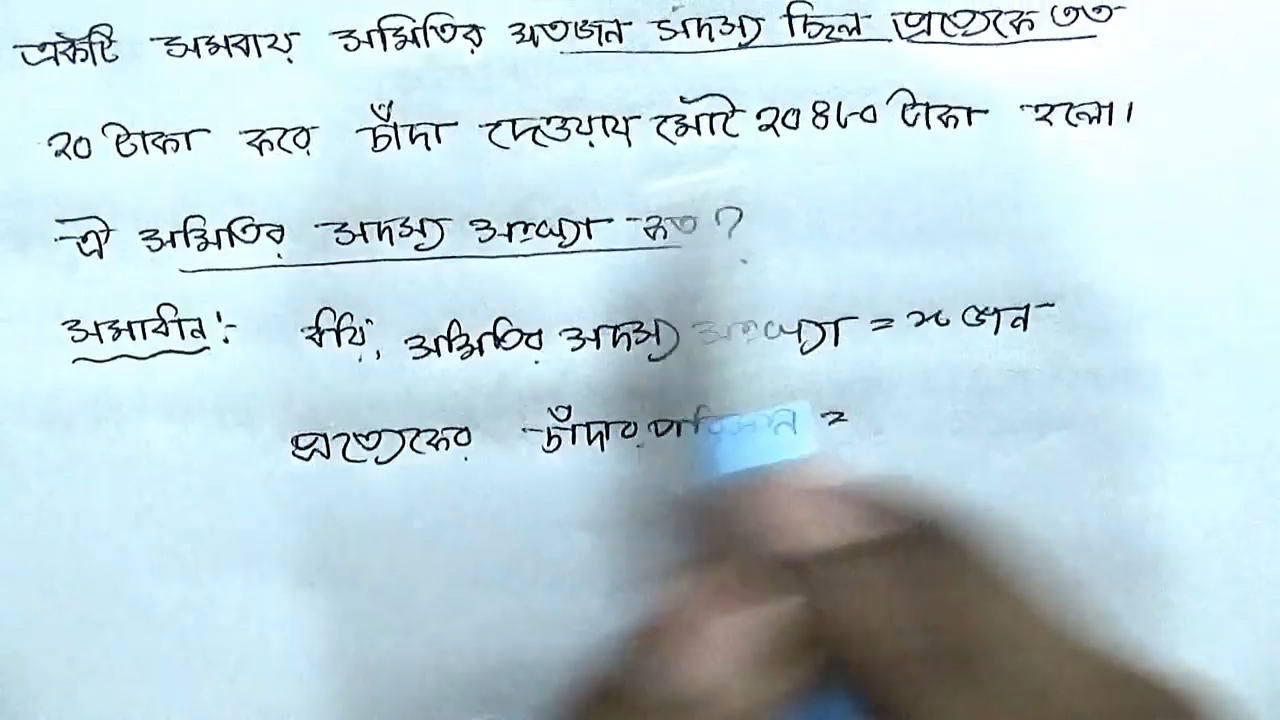 একটি সমবায় সমিতির যতজন সদস্য ছিল প্রত্যেকে তত
২০ টাকা করে চাঁদা দেওয়ায় মোট ২০৪৮০ টাকা হলো।
ঐ সমিতির সদস্য সংখ্যা কত ?
সমাধান :- ধরি, সমিতির সদস্য সংখ্যা = x জন
প্রত্যেকের চাঁদার পরিমান =